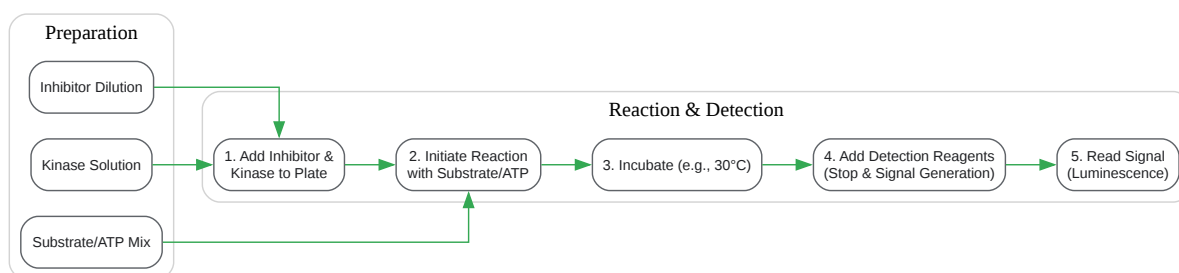 Preparation
Inhibitor Dilution
Kinase Solution
Substrate/ATP Mix
Reaction & Detection
1. Add Inhibitor &
Kinase to Plate
2. Initiate Reaction
with Substrate/ATP
3. Incubate (e.g., 30°C)
4. Add Detection Reagents
(Stop & Signal Generation)
5. Read Signal
(Luminescence)